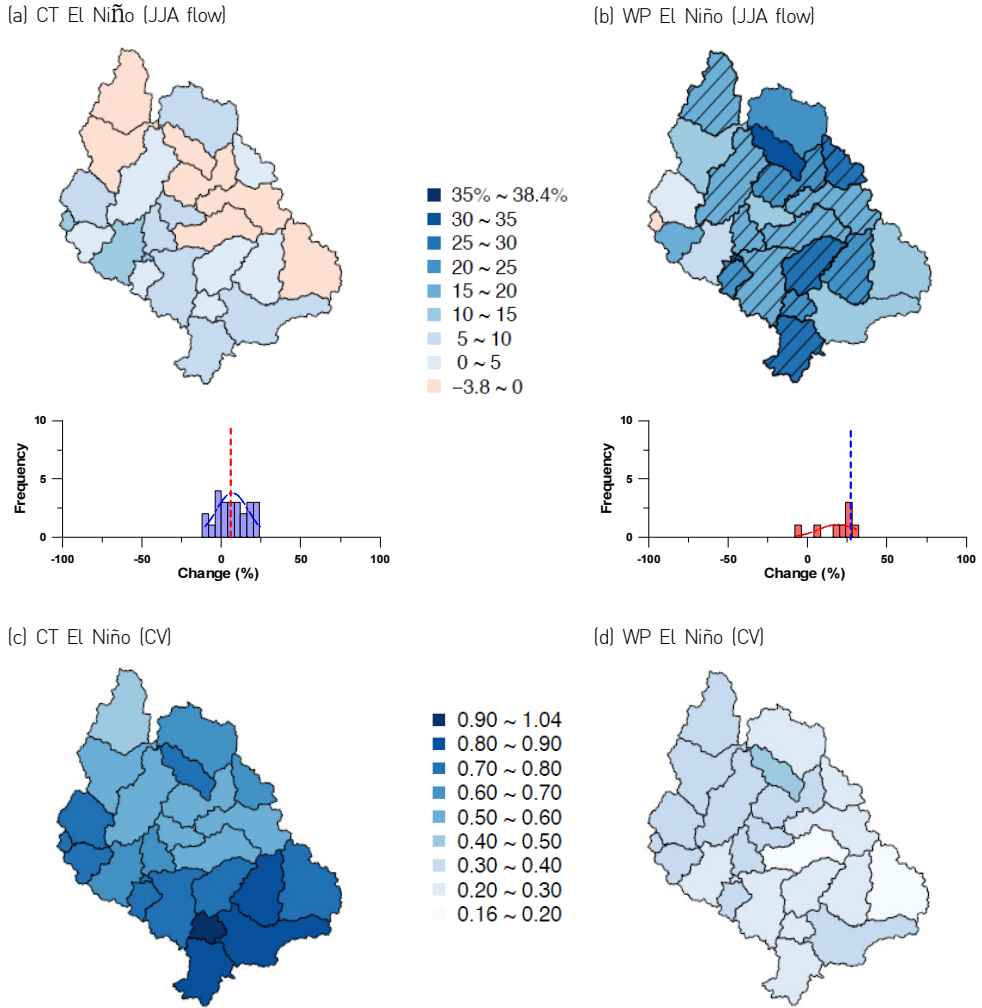 (a) CT El Niño (JJA flow)
(b) WP El Niño (JJA flow)
35% ~ 38.4%
30 ~ 35
25 ~ 30
20 ~ 25
15 ~ 20
10 ~ 15
5 ~ 10
0 ~ 5
−3.8 ~ 0
10
5
0
Frequency
-100 -50 0 50 100
Change (%)
10
5
0
Frequency
-100 -50 0 50 100
Change (%)
(c) CT El Niño (CV)
(d) WP El Niño (CV)
0.90 ~ 1.04
0.80 ~ 0.90
0.70 ~ 0.80
0.60 ~ 0.70
0.50 ~ 0.60
0.40 ~ 0.50
0.30 ~ 0.40
0.20 ~ 0.30
0.16 ~ 0.20